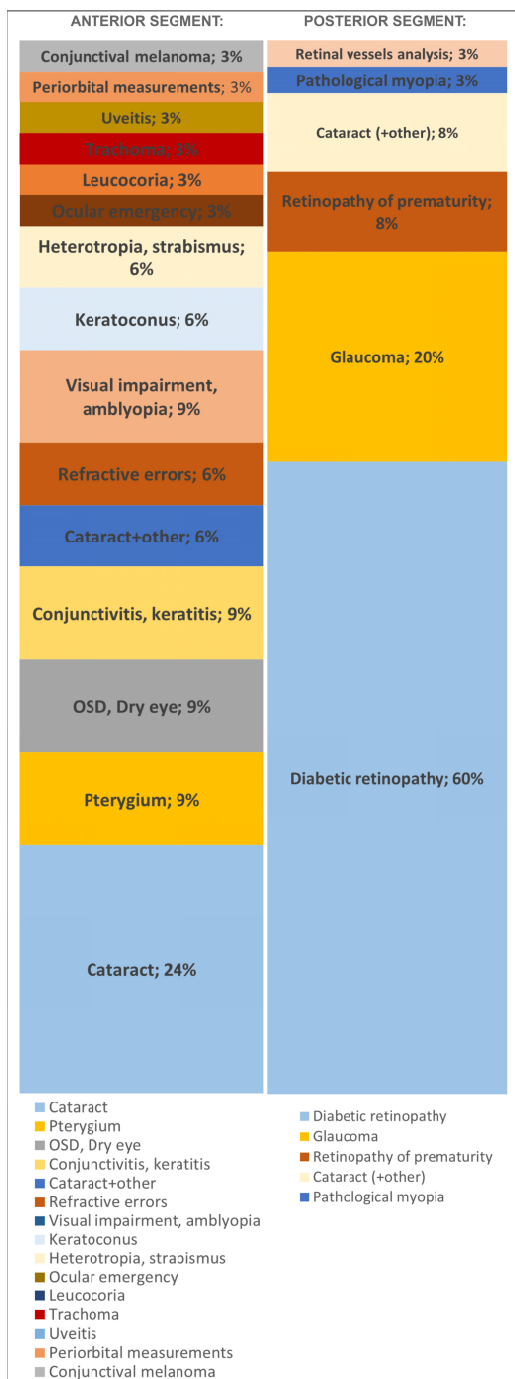 ANTERIOR SEGMENT:
Conjunctival melanoma; 3%
Periorbital measurements; 3%
Uveitis; 3%
Trachoma; 3%
Leucocoria; 3%
Ocular emergency; 3%
Heterotropia, strabismus;
6%
Keratoconus; 6%
Visual impairment,
amblyopia; 9%
Refractive errors; 6%
Cataract+other; 6%
Conjunctivitis, keratitis; 9%
OSD, Dry eye; 9%
Pterygium; 9%
Cataract; 24%
Cataract
Pterygium
OSD, Dry eye
Conjunctivitis, keratitis
Cataract+other
Refractive errors
Visual impairment, amblyopia
Keratoconus
Heterotropia, strabismus
Ocular emergency
Leucocoria
Trachoma
Uveitis
Periorbital measurements
Conjunctival melanoma
POSTERIOR SEGMENT:
Retinal vessels analysis; 3%
Pathological myopia; 3%
Cataract (+other); 8%
Retinopathy of prematurity;
8%
Glaucoma; 20%
Diabetic retinopathy; 60%
Diabetic retinopathy
Glaucoma
Retinopathy of prematurity
Cataract (+other)
Pathological myopia